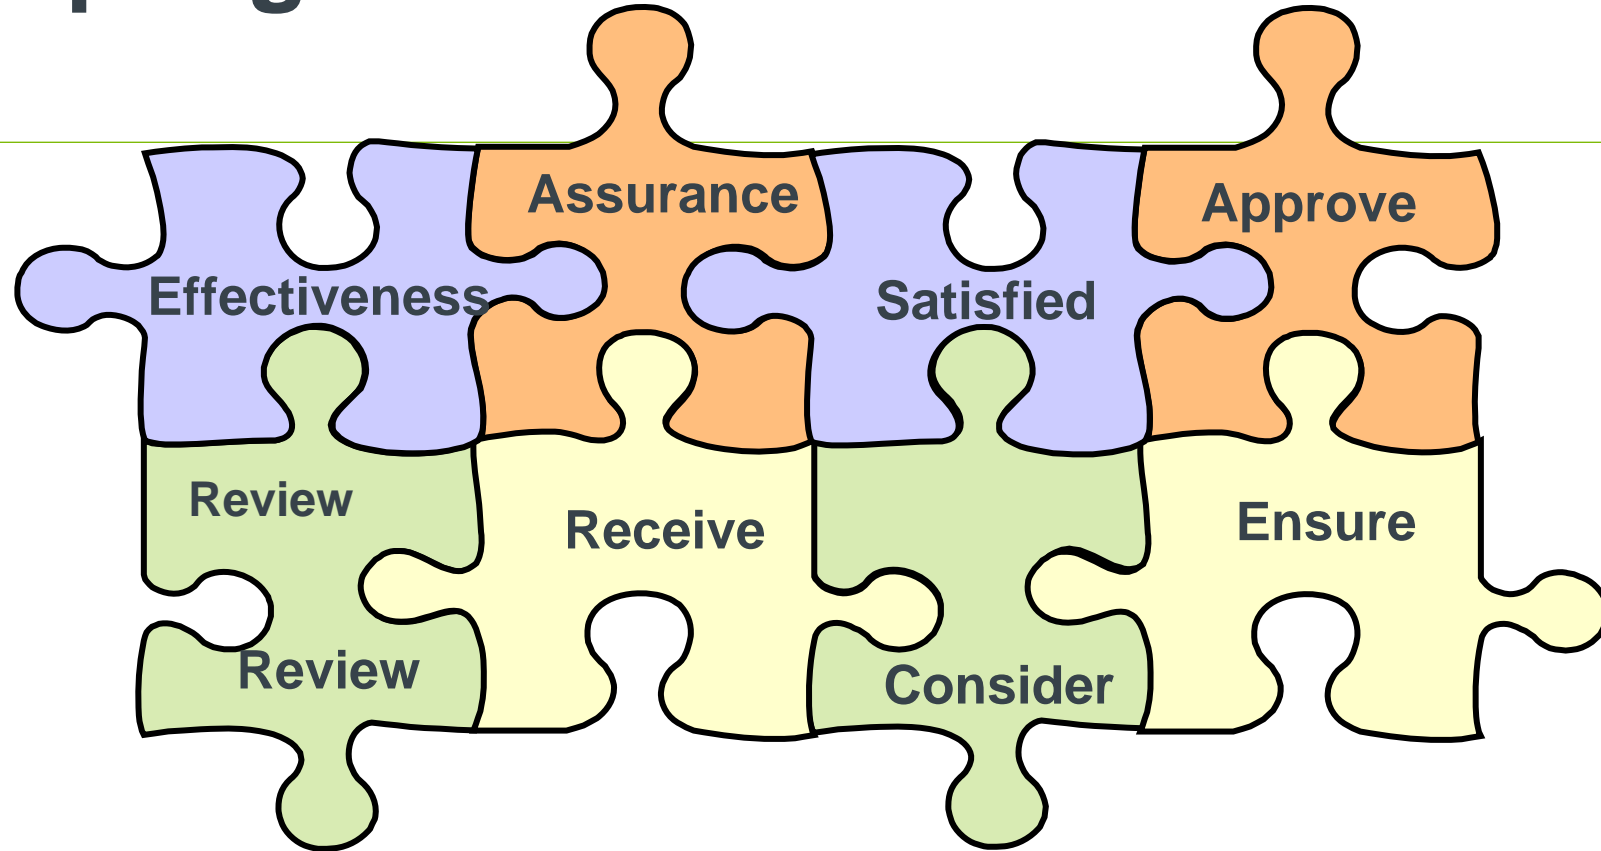 Assurance
Approve
Effectiveness
Satisfied
Review
Receive
Ensure
Review
Consider